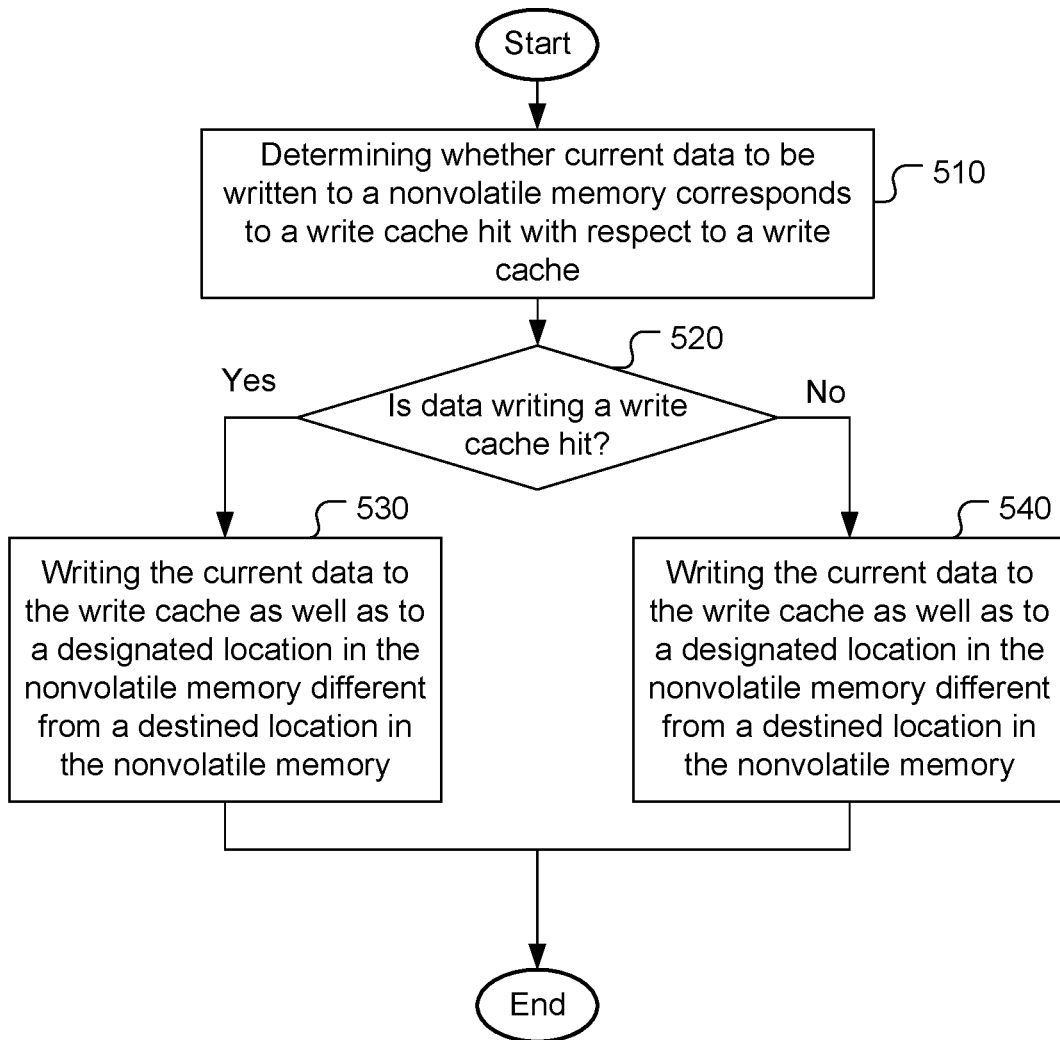 Start
Determining whether current data to be
written to a nonvolatile memory corresponds
to a write cache hit with respect to a write
cache
510
520
Yes
No
Is data writing a write
cache hit?
530
540
Writing the current data to
the write cache as well as to
a designated location in the
nonvolatile memory different
from a destined location in
the nonvolatile memory
Writing the current data to
the write cache as well as to
a designated location in the
nonvolatile memory different
from a destined location in
the nonvolatile memory
End